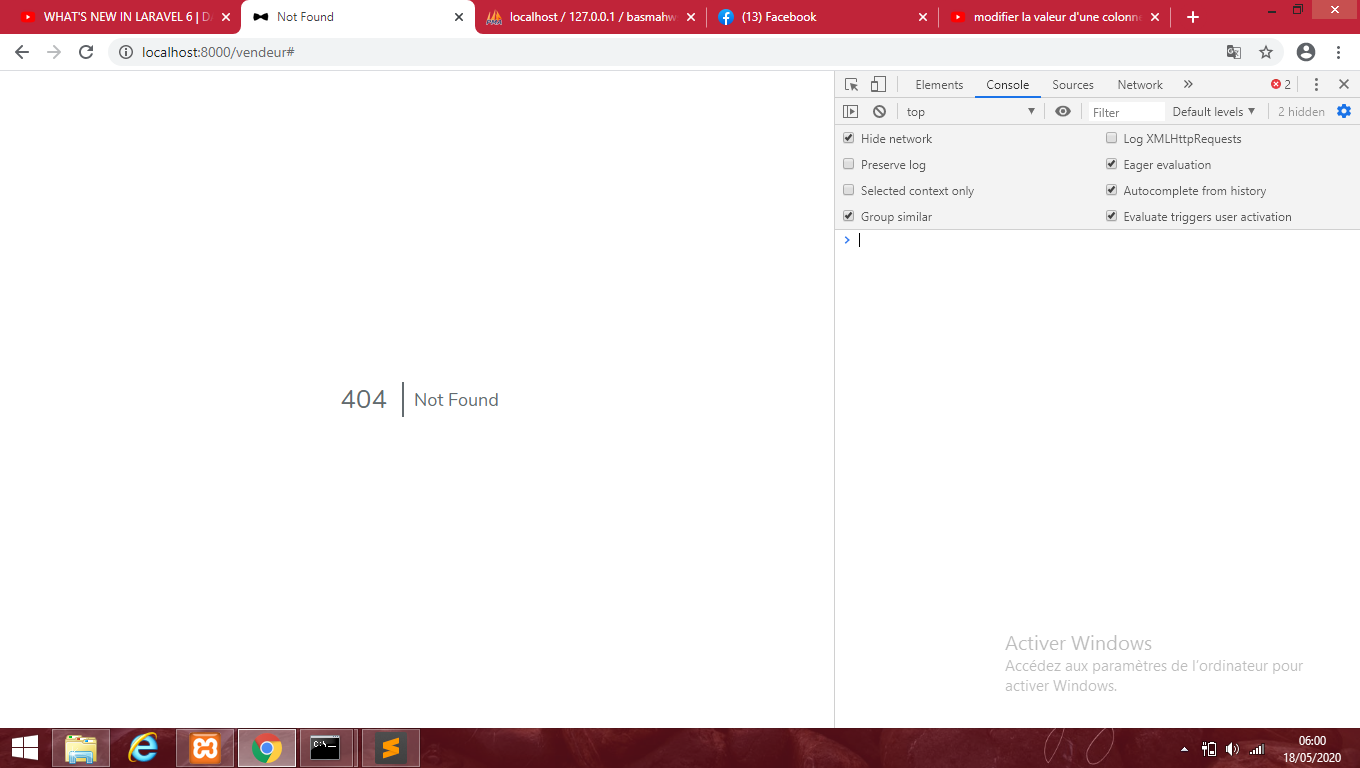 WHAT'S NEW IN LARAVEL 6 | D
Not Found
localhost / 127.0.0.1 / basmahw
(13) Facebook
modifier la valeur d'une colonn
localhost:8000/vendeur#
Elements
Console
Sources
Network
2
top
Filter
Default levels
2 hidden
Hide network
Log XMLHttpRequests
Preserve log
Eager evaluation
Selected context only
Autocomplete from history
Group similar
Evaluate triggers user activation
404
Not Found
Activer Windows
Accédez aux paramètres de l'ordinateur pour
activer Windows.
06:00
18/05/2020